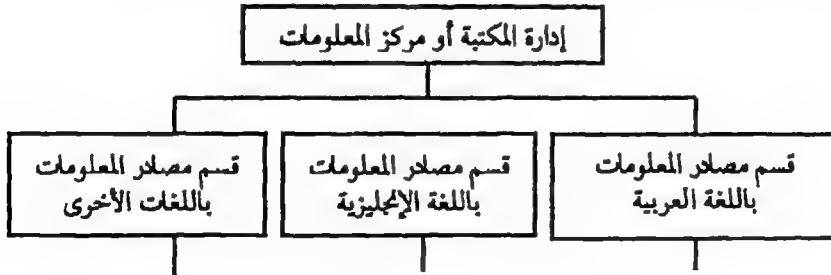 إدارة المكتبة أو مركز المعلومات
قسم مصادر المعلومات
باللغة العربية
قسم مصادر المعلومات
باللغة الإنجليزية
قسم مصادر المعلومات
باللغات الأخرى